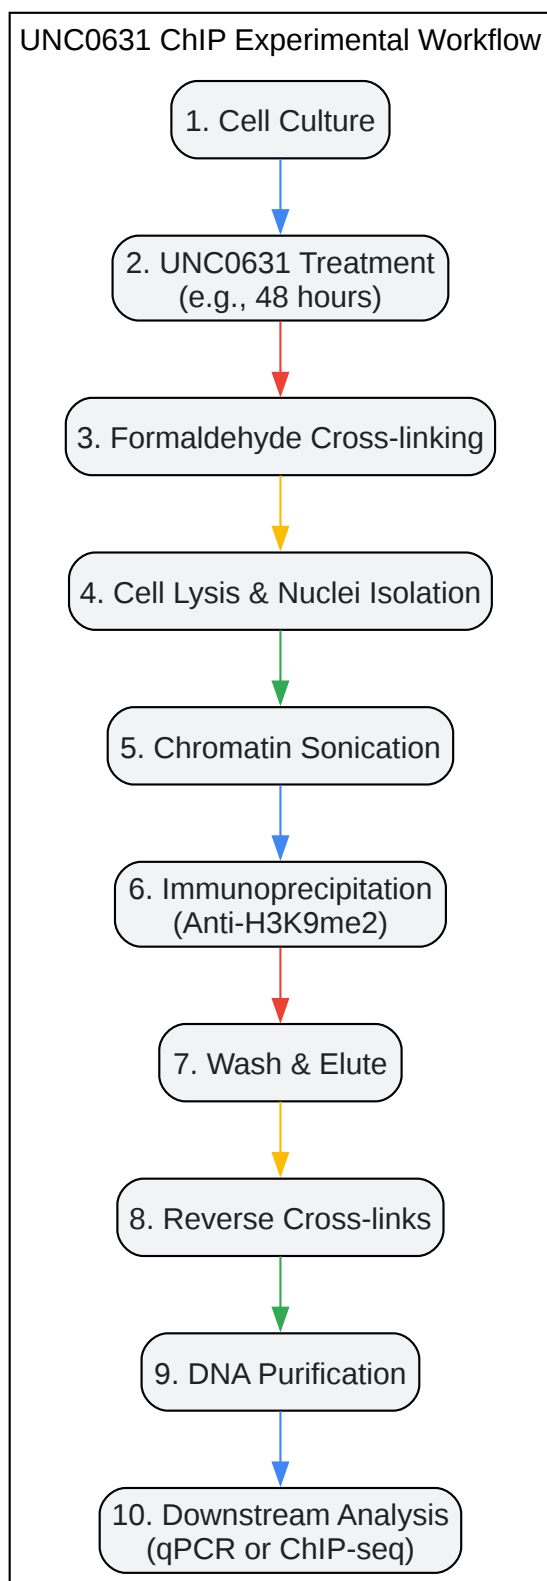 UNC0631 ChIP Experimental Workflow
1. Cell Culture
2. UNC0631 Treatment
(e.g., 48 hours)
3. Formaldehyde Cross-linking
4. Cell Lysis & Nuclei Isolation
5. Chromatin Sonication
6. Immunoprecipitation
(Anti-H3K9me2)
7. Wash & Elute
8. Reverse Cross-links
9. DNA Purification
10. Downstream Analysis
(qPCR or ChIP-seq)